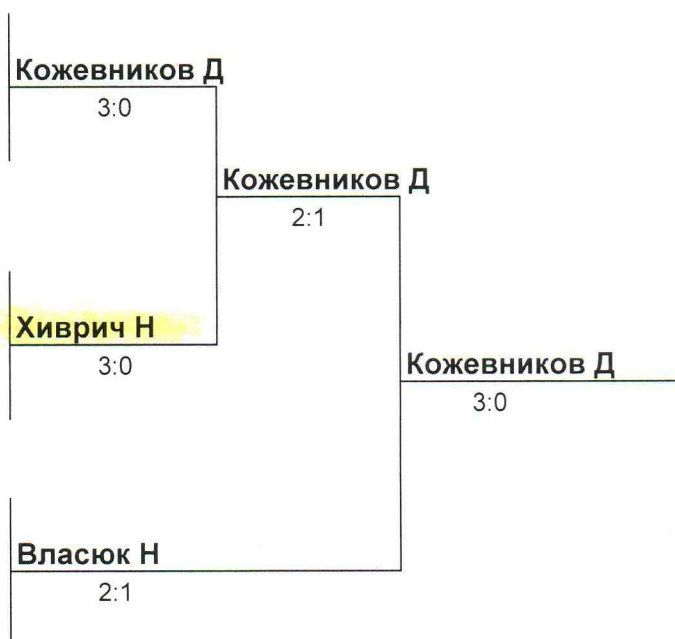 Кожевников Д
3:0
Кожевников Д
2:1
Хиврич Н
3:0
Кожевников Д
3:0
Власюк Н
2:1